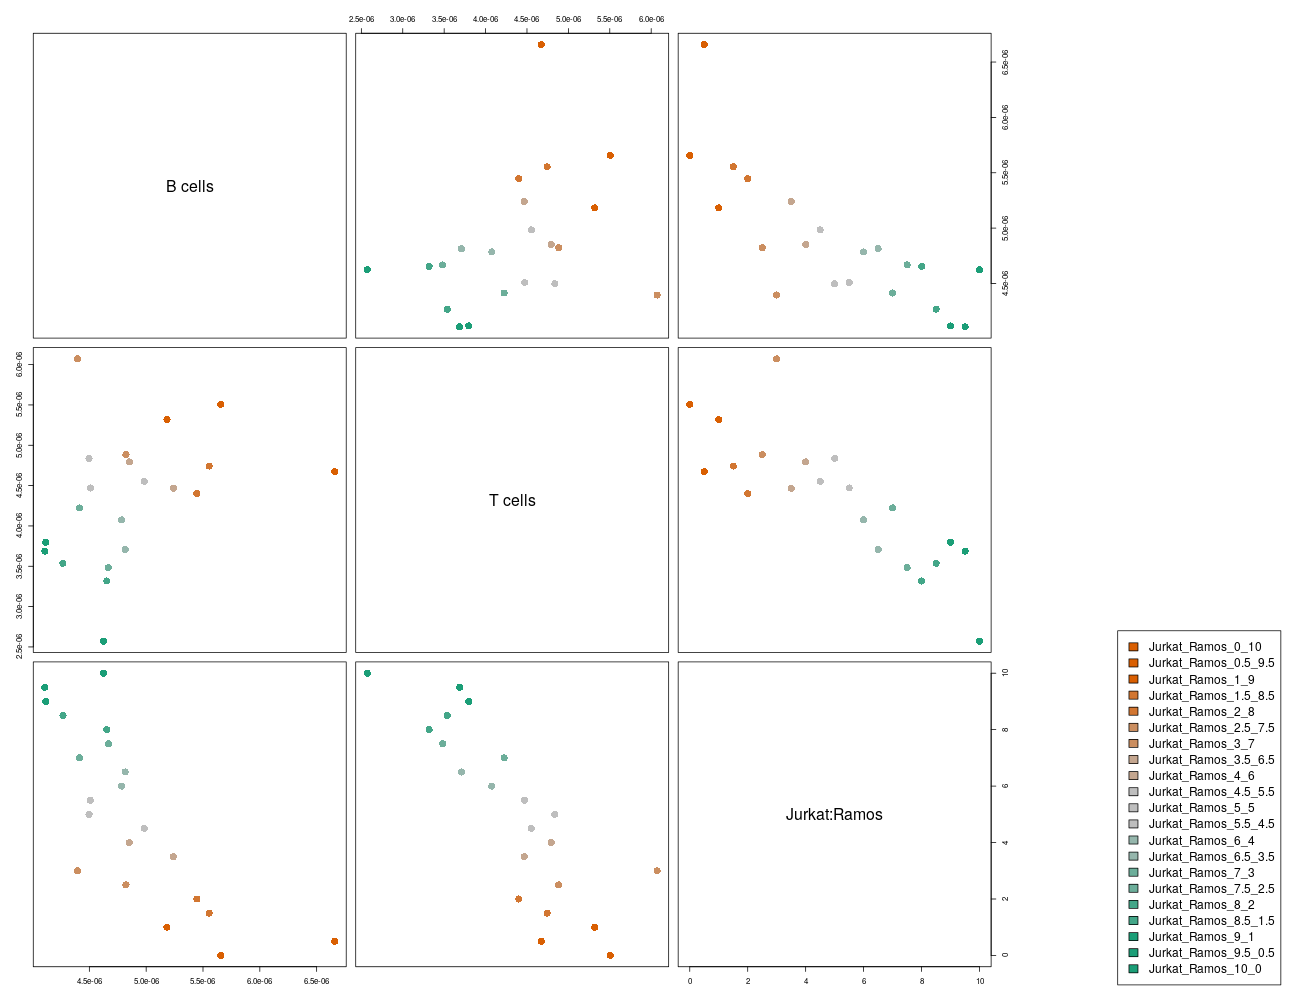 2.5e-06 3.0e-06 3.5e-06 4.0e-06 4.5e-06 5.0e-06 5.5e-06 6.0e-06
B cells
4.5e-06 5.0e-06 5.5e-06 6.0e-06 6.5e-06
2.5e-06 3.0e-06 3.5e-06 4.0e-06 4.5e-06 5.0e-06 5.5e-06 6.0e-06
T cells
Jurkat:Ramos
0 2 4 6 8 10
4.5e-06 5.0e-06 5.5e-06 6.0e-06 6.5e-06
0 2 4 6 8 10
Jurkat_Ramos_0_10
Jurkat_Ramos_0.5_9.5
Jurkat_Ramos_1_9
Jurkat_Ramos_1.5_8.5
Jurkat_Ramos_2_8
Jurkat_Ramos_2.5_7.5
Jurkat_Ramos_3_7
Jurkat_Ramos_3.5_6.5
Jurkat_Ramos_4_6
Jurkat_Ramos_4.5_5.5
Jurkat_Ramos_5_5
Jurkat_Ramos_5.5_4.5
Jurkat_Ramos_6_4
Jurkat_Ramos_6.5_3.5
Jurkat_Ramos_7_3
Jurkat_Ramos_7.5_2.5
Jurkat_Ramos_8_2
Jurkat_Ramos_8.5_1.5
Jurkat_Ramos_9_1
Jurkat_Ramos_9.5_0.5
Jurkat_Ramos_10_0